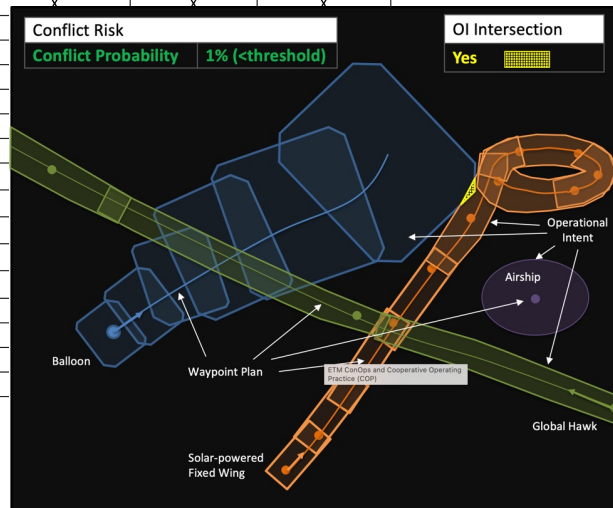 Conflict Risk
Conflict Probability 1% (<threshold)
OI Intersection
Yes
Operational
Intent
Airship
Balloon
Waypoint Plan
ETM ConOps and Cooperative Operating
Practice (COP)
Global Hawk
Solar-powered
Fixed Wing